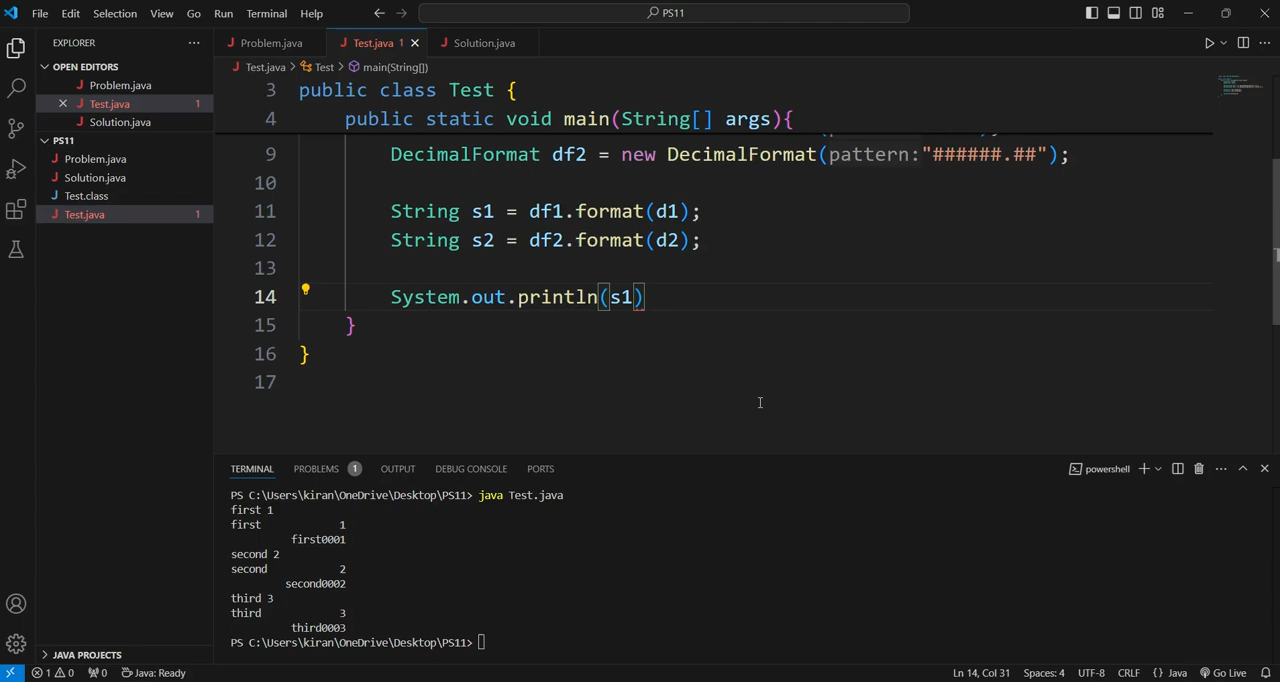 File Edit Selection View Go Run Terminal Help
PS11
EXPLORER
OPEN EDITORS
Problem.java
Test.java 1
Solution.java
PS11
Problem.java
Solution.java
Test.class
Test.java 1
JAVA PROJECTS
Problem.java Test.java 1 Solution.java
Test.java > Test > main(String[])
3 public class Test {
4 public static void main(String[] args){
9 DecimalFormat df2 = new DecimalFormat(pattern:"######.##");
10
11 String s1 = df1.format(d1);
12 String s2 = df2.format(d2);
13
14 System.out.println(s1)
15 }
16 }
17
TERMINAL PROBLEMS 1 OUTPUT DEBUG CONSOLE PORTS
powershell
PS C:\Users\kiran\OneDrive\Desktop\PS11> java Test.java
first 1
first 1
first0001
second 2
second 2
second0002
third 3
third 3
third0003
PS C:\Users\kiran\OneDrive\Desktop\PS11>
1 0 0 Java: Ready Ln 14, Col 31 Spaces: 4 UTF-8 CRLF {} Java Go Live